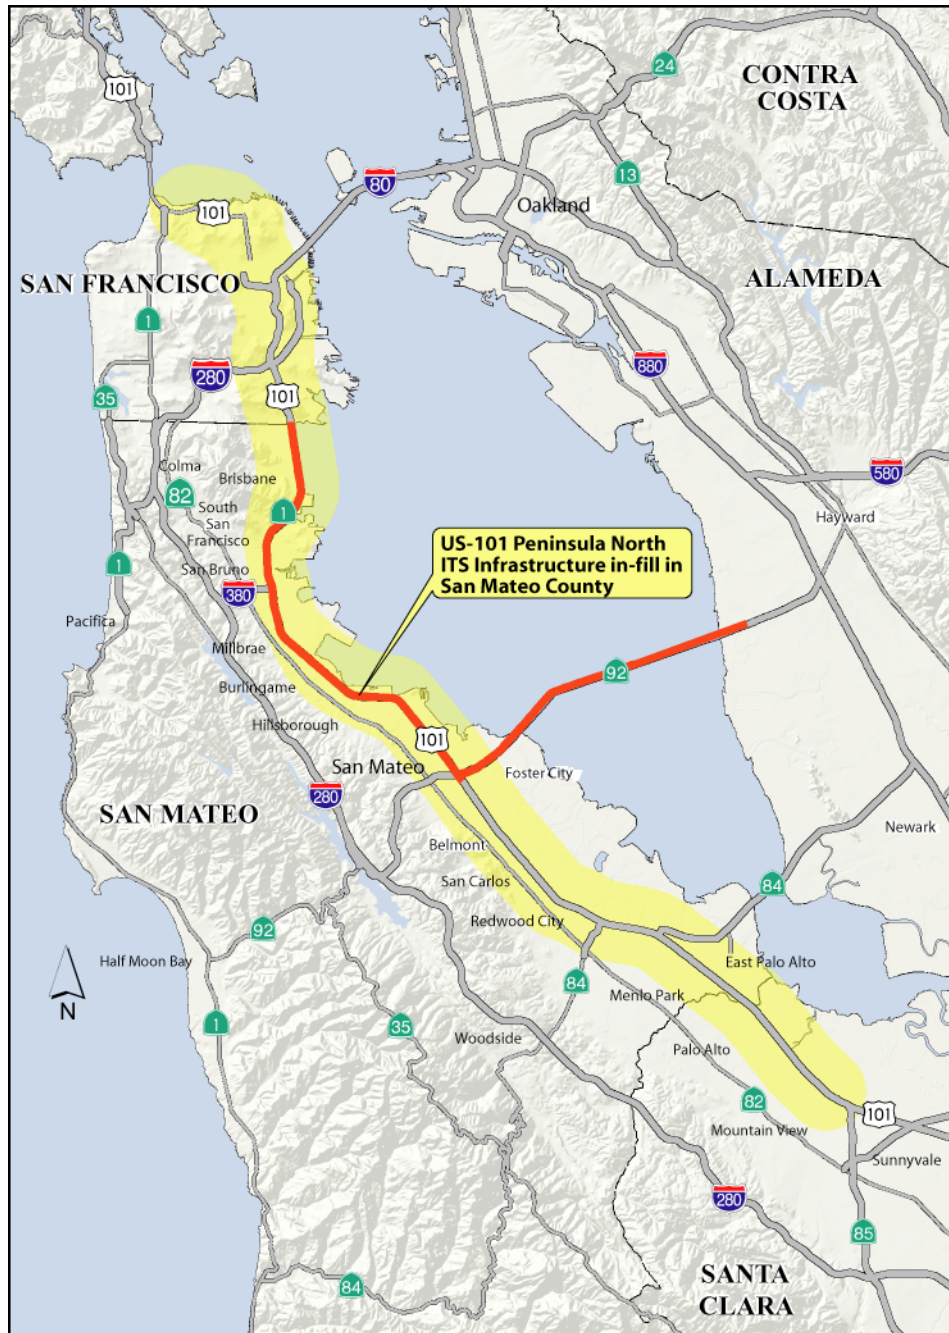 101
24
CONTRA
COSTA
13
80
101
Oakland
SAN FRANCISCO
ALAMEDA
1
880
280
101
35
Colma
Brisbane
580
82
South
San
Francisco
1
Hayward
US-101 Peninsula North
ITS Infrastructure in-fill in
San Mateo County
1
San Bruno
380
Pacifica
Millbrae
92
Burlingame
Hillsborough
101
San Mateo
Foster City
280
SAN MATEO
Newark
Belmont
San Carlos
84
92
Redwood City
Half Moon Bay
East Palo Alto
84
Menlo Park
N
1
35
Woodside
Palo Alto
82
101
Mountain View
Sunnyvale
280
85
SANTA
CLARA
84